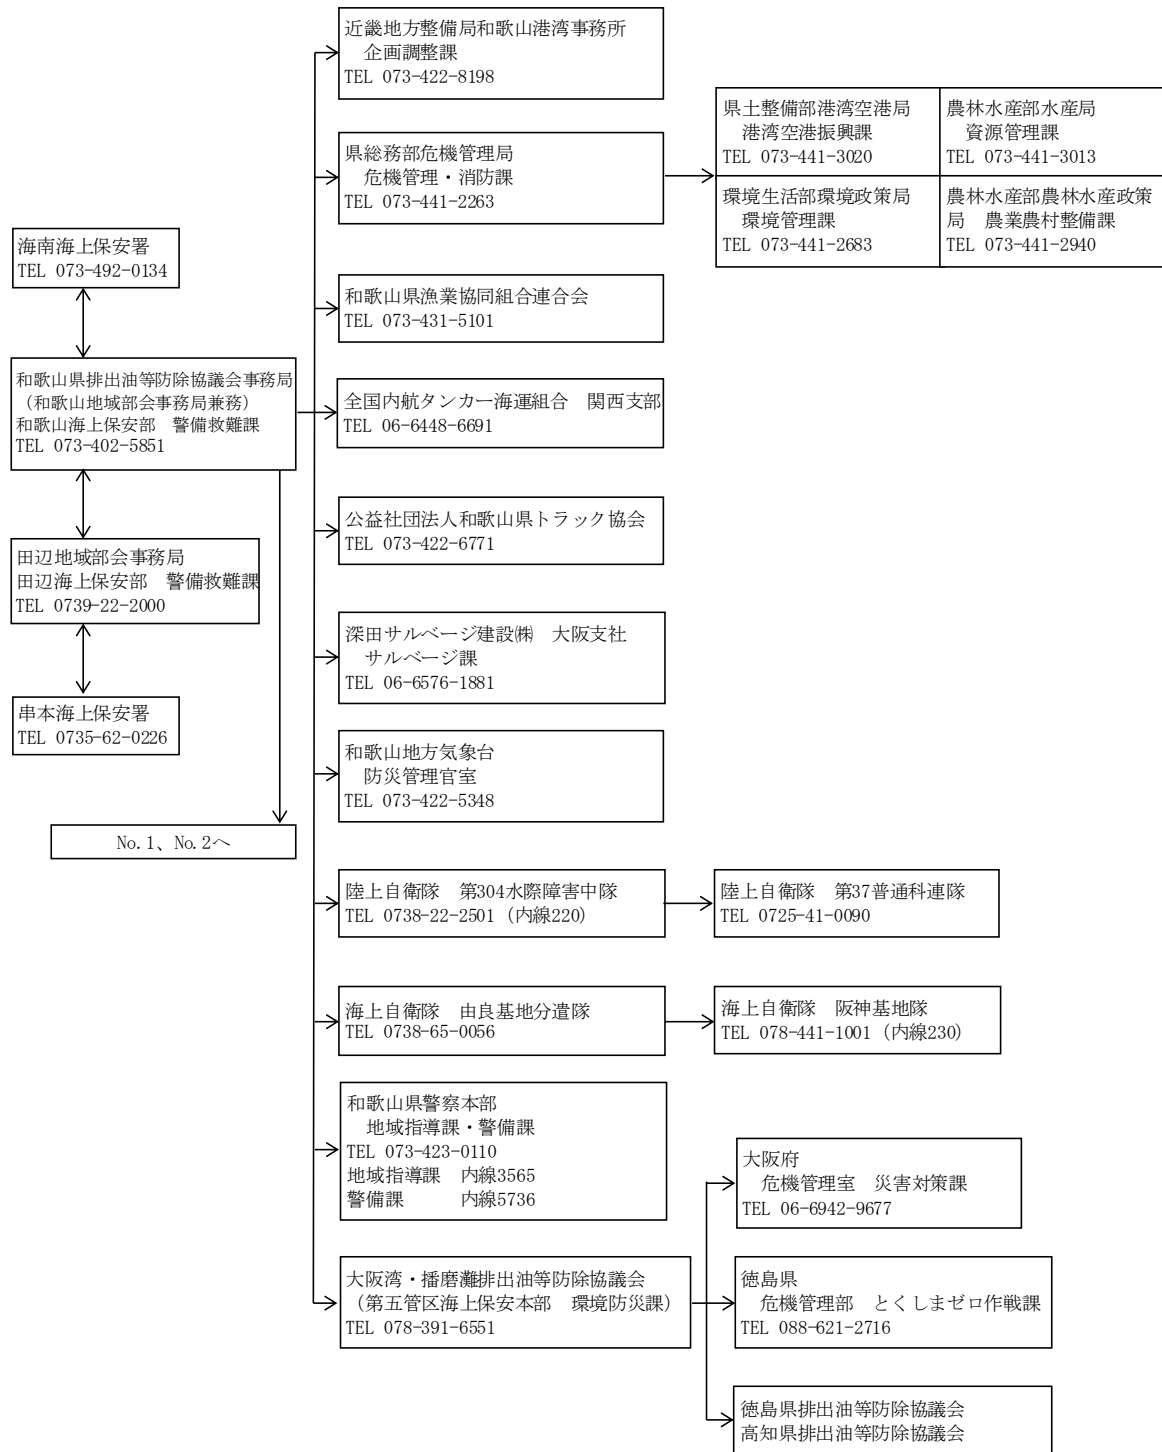 近畿地方整備局和歌山港湾事務所
企画調整課
TEL 073-422-8198
県総務部危機管理局
危機管理・消防課
TEL 073-441-2263
県土整備部港湾空港局
港湾空港振興課
TEL 073-441-3020
農林水産部水産局
資源管理課
TEL 073-441-3013
環境生活部環境政策局
環境管理課
TEL 073-441-2683
農林水産部農林水産政策
局　農業農村整備課
TEL 073-441-2940
海南海上保安署
TEL 073-492-0134
和歌山県漁業協同組合連合会
TEL 073-431-5101
和歌山県排出油等防除協議会事務局
（和歌山地域部会事務局兼務）
和歌山海上保安部　警備救難課
TEL 073-402-5851
全国内航タンカー海運組合　関西支部
TEL 06-6448-6691
公益社団法人和歌山県トラック協会
TEL 073-422-6771
田辺地域部会事務局
田辺海上保安部　警備救難課
TEL 0739-22-2000
深田サルベージ建設㈱　大阪支社
サルベージ課
TEL 06-6576-1881
串本海上保安署
TEL 0735-62-0226
和歌山地方気象台
防災管理官室
TEL 073-422-5348
No.1、No.2へ
陸上自衛隊　第304水際障害中隊
TEL 0738-22-2501（内線220）
陸上自衛隊　第37普通科連隊
TEL 0725-41-0090
海上自衛隊　由良基地分遣隊
TEL 0738-65-0056
海上自衛隊　阪神基地隊
TEL 078-441-1001（内線230）
和歌山県警察本部
地域指導課・警備課
TEL 073-423-0110
地域指導課　内線3565
警備課　　　内線5736
大阪府
危機管理室　災害対策課
TEL 06-6942-9677
大阪湾・播磨灘排出油等防除協議会
（第五管区海上保安本部　環境防災課）
TEL 078-391-6551
徳島県
危機管理部　とくしまゼロ作戦課
TEL 088-621-2716
徳島県排出油等防除協議会
高知県排出油等防除協議会